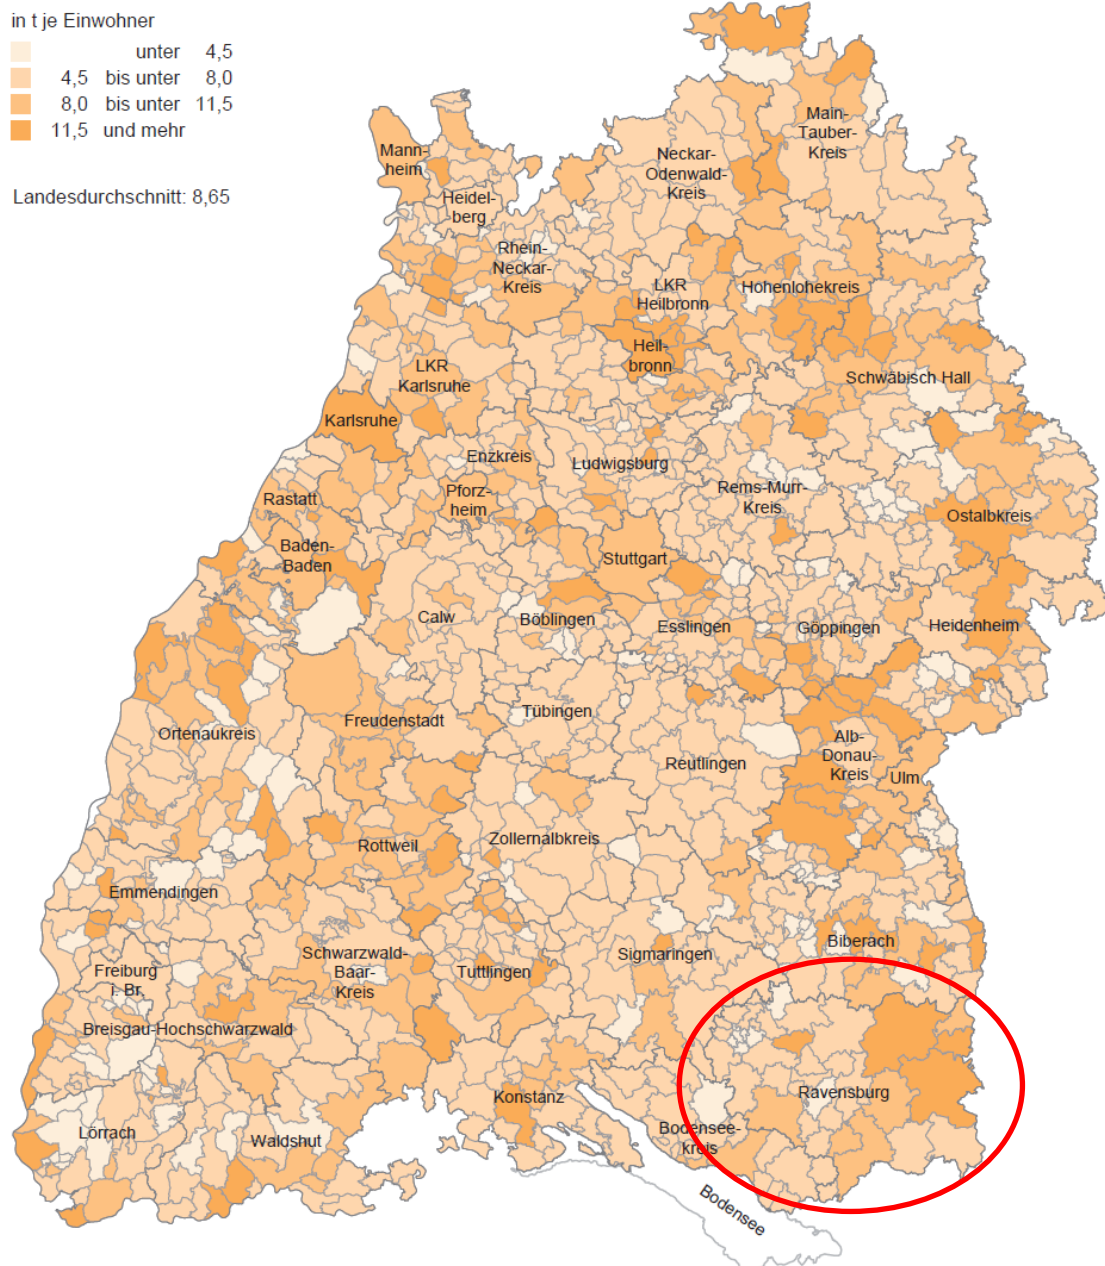 in t je Einwohner
unter 4,5
4,5 bis unter 8,0
8,0 bis unter 11,5
11,5 und mehr
Landesdurchschnitt: 8,65
Main-
Tauber-
Kreis
Mann-
heim
Neckar-
Odenwald-
Kreis
Heidel-
berg
Rhein-
Neckar-
Kreis
LKR
Heilbronn
Hohenlohekreis
Heil-
bronn
LKR
Karlsruhe
Schwäbisch Hall
Karlsruhe
Enzkreis
Ludwigsburg
Rems-Murr-
Kreis
Pforz-
heim
Rastatt
Ostalbkreis
Baden-
Baden
Stuttgart
Calw
Böblingen
Esslingen
Göppingen
Heidenheim
Tübingen
Freudenstadt
Ortenaukreis
Reutlingen
Alb-
Donau-
Kreis
Ulm
Zollernalbkreis
Rottweil
Emmendingen
Biberach
Schwarzwald-
Baar-
Kreis
Sigmaringen
Tuttlingen
Freiburg
i. Br.
Breisgau-Hochschwarzwald
Konstanz
Ravensburg
Bodensee-
kreis
Lörrach
Waldshut
Bodensee